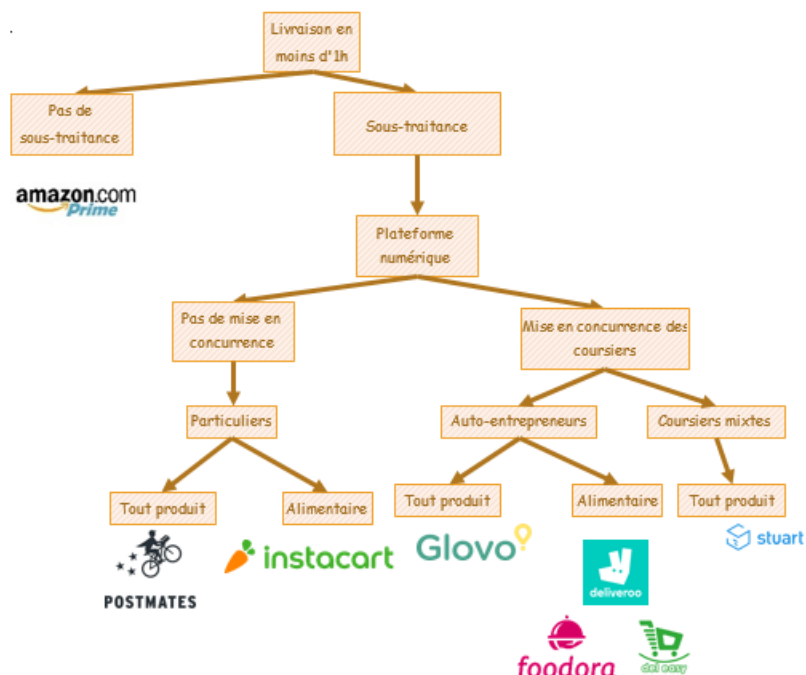 Livraison en
moins d'1h
Pas de
sous-traitance
Sous-traitance
amazon.com
Prime
Plateforme
numérique
Pas de mise en
concurrence
Mise en concurrence des
coursiers
Particuliers
Auto-entrepreneurs
Coursiers mixtes
Tout produit
Alimentaire
Tout produit
Alimentaire
Tout produit
POSTMATES
instacart
Glovo
deliveroo
stuart
foodora
del easy